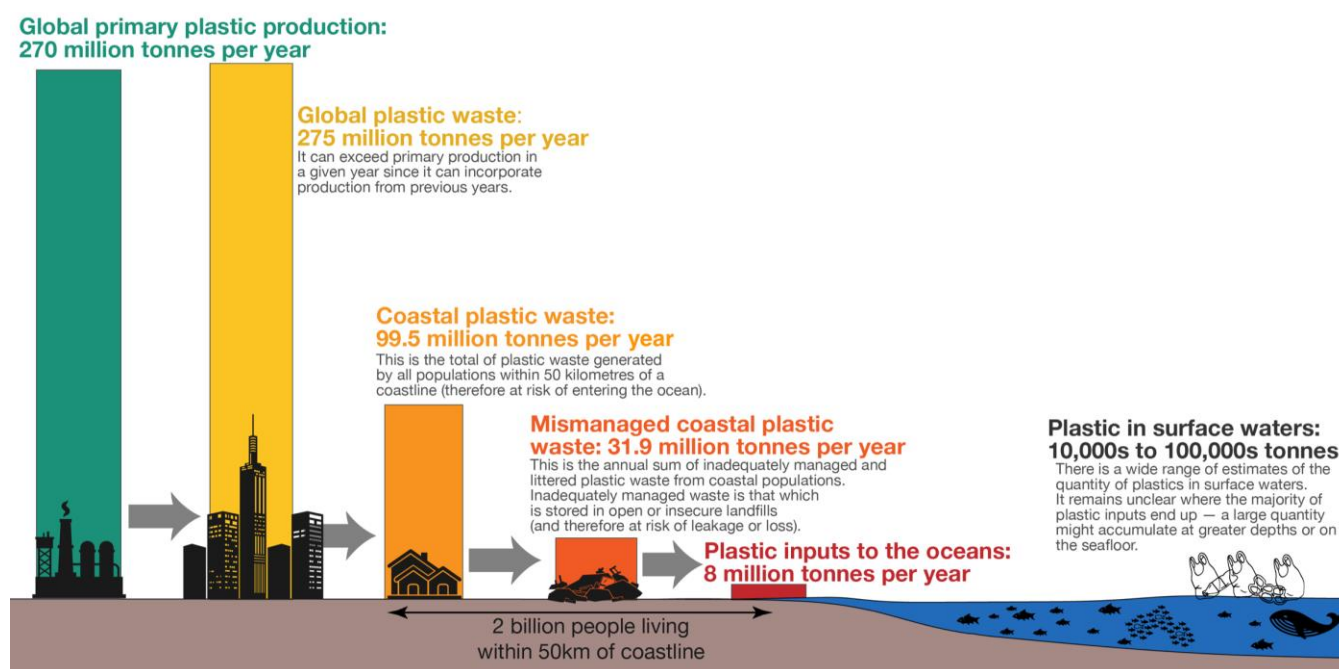 Global primary plastic production:
270 million tonnes per year
Global plastic waste:
275 million tonnes per year
It can exceed primary production in
a given year since it can incorporate
production from previous years.
Coastal plastic waste:
99.5 million tonnes per year
This is the total of plastic waste generated
by all populations within 50 kilometres of a
coastline (therefore at risk of entering the ocean).
Mismanaged coastal plastic
waste: 31.9 million tonnes per year
This is the annual sum of inadequately managed and
littered plastic waste from coastal populations.
Inadequately managed waste is that which
is stored in open or insecure landfills
(and therefore at risk of leakage or loss).
Plastic inputs to the oceans:
8 million tonnes per year
Plastic in surface waters:
10,000s to 100,000s tonnes
There is a wide range of estimates of the
quantity of plastics in surface waters.
It remains unclear where the majority of
plastic inputs end up — a large quantity
might accumulate at greater depths or on
the seafloor.
2 billion people living
within 50km of coastline